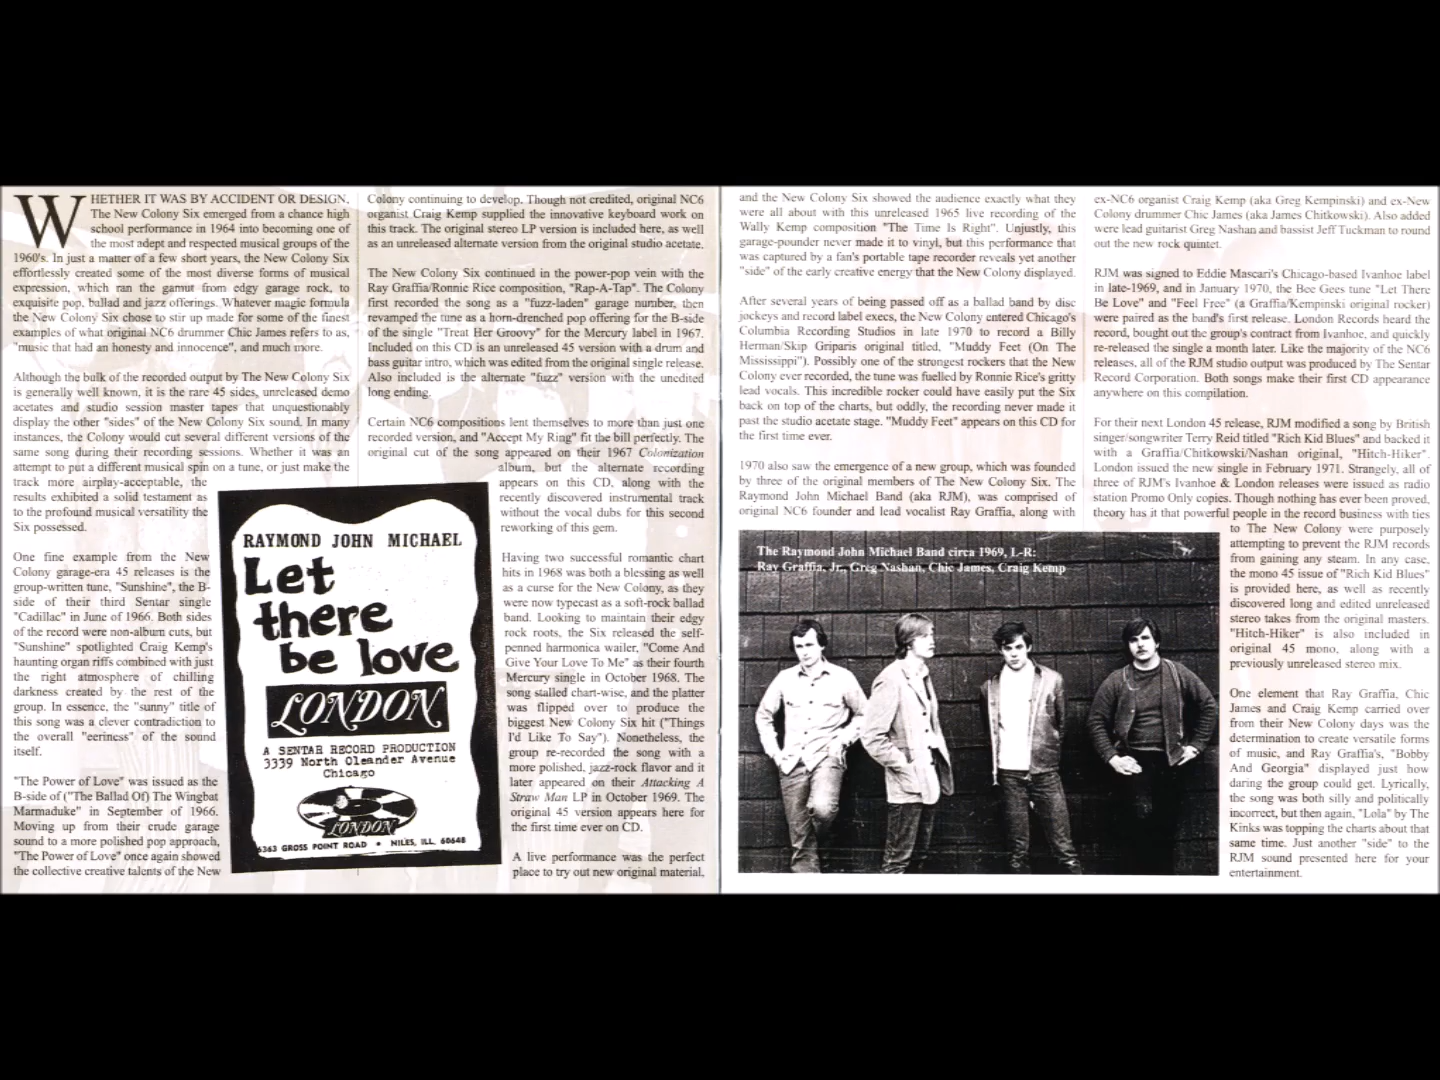 WHETHER IT WAS BY ACCIDENT OR DESIGN,
The New Colony Six emerged from a chance high
school performance in 1964 into becoming one of
the most adept and respected musical groups of the
1960's. In just a matter of a few short years, the New Colony Six
effortlessly created some of the most diverse forms of musical
expression, which ran the gamut from edgy garage rock, to
exquisite pop, ballad and jazz offerings. Whatever magic formula
the New Colony Six chose to stir up made for some of the finest
examples of what original NC6 drummer Chic James refers to as,
"music that had an honesty and innocence", and much more.
Although the bulk of the recorded output by The New Colony Six
is generally well known, it is the rare 45 sides, unreleased demo
acetates and studio session master tapes that unquestionably
display the other "sides" of the New Colony Six sound. In many
instances, the Colony would cut several different versions of the
same song during their recording sessions. Whether it was an
attempt to put a different musical spin on a tune, or just make the
track more airplay-acceptable, the
results exhibited a solid testament as
to the profound musical versatility the
Six possessed.
One fine example from the New
Colony garage-era 45 releases is the
group-written tune, "Sunshine", the B-
side of their third Sentar single
"Cadillac" in June of 1966. Both sides
of the record were non-album cuts, but
"Sunshine" spotlighted Craig Kemp's
haunting organ riffs combined with just
the right atmosphere of chilling
darkness created by the rest of the
group. In essence, the "sunny" title of
this song was a clever contradiction to
the overall "eeriness" of the sound
itself.
"The Power of Love" was issued as the
B-side of ("The Ballad Of) The Wingbat
Marmaduke" in September of 1966.
Moving up from their crude garage
sound to a more polished pop approach,
"The Power of Love" once again showed
the collective creative talents of the New
Colony continuing to develop. Though not credited, original NC6
organist Craig Kemp supplied the innovative keyboard work on
this track. The original stereo LP version is included here, as well
as an unreleased alternate version from the original studio acetate.
The New Colony Six continued in the power-pop vein with the
Ray Graffia/Ronnie Rice composition, "Rap-A-Tap". The Colony
first recorded the song as a "fuzz-laden" garage number, then
revamped the tune as a horn-drenched pop offering for the B-side
of the single "Treat Her Groovy" for the Mercury label in 1967.
Included on this CD is an unreleased 45 version with a drum and
bass guitar intro, which was edited from the original single release.
Also included is the alternate "fuzz" version with the unedited
long ending.
Certain NC6 compositions lent themselves to more than just one
recorded version, and "Accept My Ring" fit the bill perfectly. The
original cut of the song appeared on their 1967 Colonization
album, but the alternate recording
appears on this CD, along with the
recently discovered instrumental track
without the vocal dubs for this second
reworking of this gem.
Having two successful romantic chart
hits in 1968 was both a blessing as well
as a curse for the New Colony, as they
were now typecast as a soft-rock ballad
band. Looking to maintain their edgy
rock roots, the Six released the self-
penned harmonica wailer, "Come And
Give Your Love To Me" as their fourth
Mercury single in October 1968. The
song stalled chart-wise, and the platter
was flipped over to produce the
biggest New Colony Six hit ("Things
I'd Like To Say"). Nonetheless, the
group re-recorded the song with a
more polished, jazz-rock flavor and it
later appeared on their Attacking A
Straw Man LP in October 1969. The
original 45 version appears here for
the first time ever on CD.
A live performance was the perfect
place to try out new original material,
RAYMOND JOHN MICHAEL
Let
there
be love
LONDON
A SENTAR RECORD PRODUCTION
3339 North Oleander Avenue
Chicago
LONDON
6363 GROSS POINT ROAD • NILES, ILL. 60648
and the New Colony Six showed the audience exactly what they
were all about with this unreleased 1965 live recording of the
Wally Kemp composition "The Time Is Right". Unjustly, this
garage-pounder never made it to vinyl, but this performance that
was captured by a fan's portable tape recorder reveals yet another
"side" of the early creative energy that the New Colony displayed.
After several years of being passed off as a ballad band by disc
jockeys and record label execs, the New Colony entered Chicago's
Columbia Recording Studios in late 1970 to record a Billy
Herman/Skip Griparis original titled, "Muddy Feet (On The
Mississippi"). Possibly one of the strongest rockers that the New
Colony ever recorded, the tune was fuelled by Ronnie Rice's gritty
lead vocals. This incredible rocker could have easily put the Six
back on top of the charts, but oddly, the recording never made it
past the studio acetate stage. "Muddy Feet" appears on this CD for
the first time ever.
1970 also saw the emergence of a new group, which was founded
by three of the original members of The New Colony Six. The
Raymond John Michael Band (aka RJM), was comprised of
original NC6 founder and lead vocalist Ray Graffia, along with
ex-NC6 organist Craig Kemp (aka Greg Kempinski) and ex-New
Colony drummer Chic James (aka James Chitkowski). Also added
were lead guitarist Greg Nashan and bassist Jeff Tuckman to round
out the new rock quintet.
RJM was signed to Eddie Mascari's Chicago-based Ivanhoe label
in late-1969, and in January 1970, the Bee Gees tune "Let There
Be Love" and "Feel Free" (a Graffia/Kempinski original rocker)
were paired as the band's first release. London Records heard the
record, bought out the group's contract from Ivanhoe, and quickly
re-released the single a month later. Like the majority of the NC6
releases, all of the RJM studio output was produced by The Sentar
Record Corporation. Both songs make their first CD appearance
anywhere on this compilation.
For their next London 45 release, RJM modified a song by British
singer/songwriter Terry Reid titled "Rich Kid Blues" and backed it
with a Graffia/Chitkowski/Nashan original, "Hitch-Hiker".
London issued the new single in February 1971. Strangely, all of
three of RJM's Ivanhoe & London releases were issued as radio
station Promo Only copies. Though nothing has ever been proved,
theory has it that powerful people in the record business with ties
to The New Colony were purposely
attempting to prevent the RJM records
from gaining any steam. In any case,
the mono 45 issue of "Rich Kid Blues"
is provided here, as well as recently
discovered long and edited unreleased
stereo takes from the original masters.
"Hitch-Hiker" is also included in
original 45 mono, along with a
previously unreleased stereo mix.
One element that Ray Graffia, Chic
James and Craig Kemp carried over
from their New Colony days was the
determination to create versatile forms
of music, and Ray Graffia's, "Bobby
And Georgia" displayed just how
daring the group could get. Lyrically,
the song was both silly and politically
incorrect, but then again, "Lola" by The
Kinks was topping the charts about that
same time. Just another "side" to the
RJM sound presented here for your
entertainment.
The Raymond John Michael Band circa 1969, L-R:
Ray Graffia, Jr., Greg Nashan, Chic James, Craig Kemp